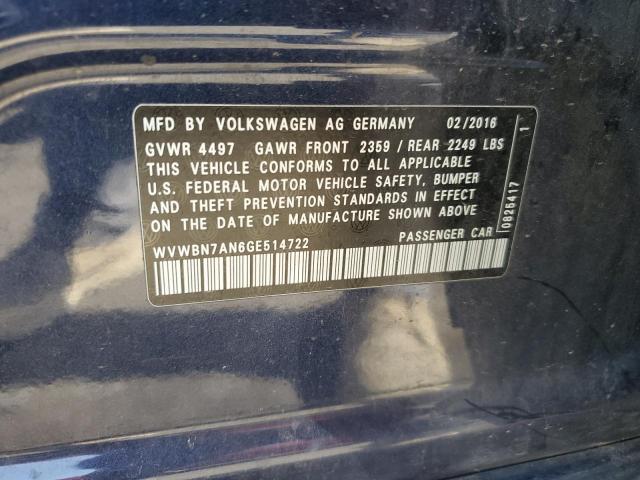 MFD BY VOLKSWAGEN AG GERMANY 02/2016
GVWR 4497 GAWR FRONT 2359 / REAR 2249 LBS
THIS VEHICLE CONFORMS TO ALL APPLICABLE
U.S. FEDERAL MOTOR VEHICLE SAFETY, BUMPER
AND THEFT PREVENTION STANDARDS IN EFFECT
ON THE DATE OF MANUFACTURE SHOWN ABOVE
WVWBN7AN6GE514722 PASSENGER CAR
0825417 1